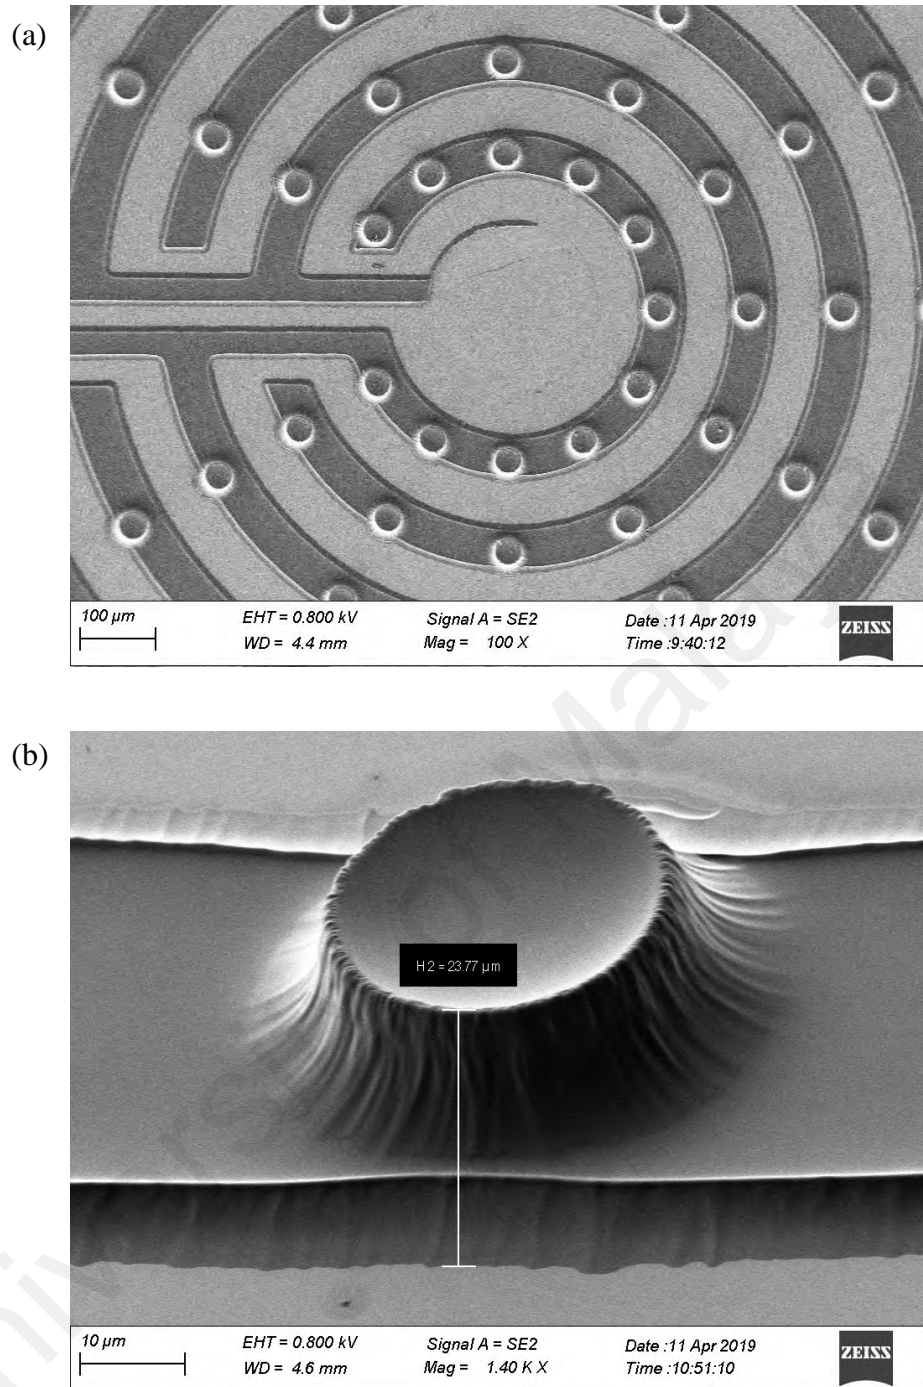 (a)
100 µm
EHT = 0.800 kV
Signal A = SE2
Date :11 Apr 2019
WD = 4.4 mm
Mag = 100 X
Time :9:40:12
ZEISS
(b)
H2 = 23.77 µm
10 µm
EHT = 0.800 kV
Signal A = SE2
Date :11 Apr 2019
WD = 4.6 mm
Mag = 1.40 K X
Time :10:51:10
ZEISS